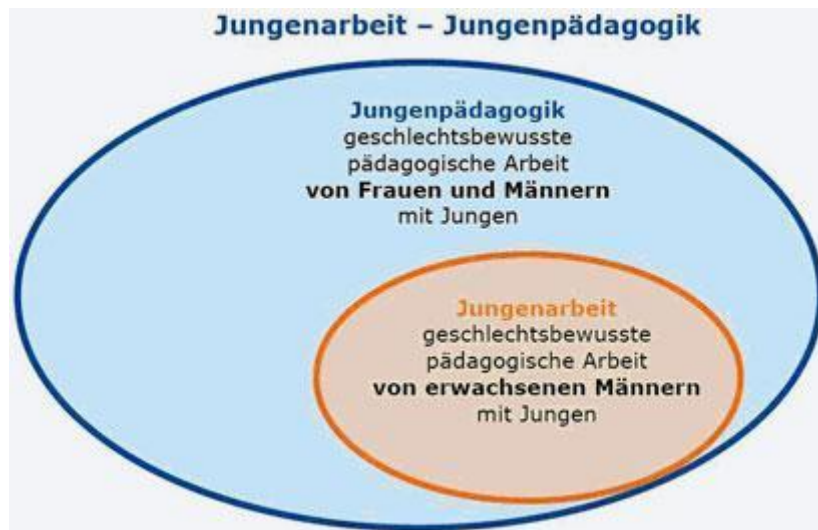 Jungenarbeit – Jungenpädagogik
Jungenpädagogik
geschlechtsbewusste
pädagogische Arbeit
von Frauen und Männern
mit Jungen
Jungenarbeit
geschlechtsbewusste
pädagogische Arbeit
von erwachsenen Männern
mit Jungen